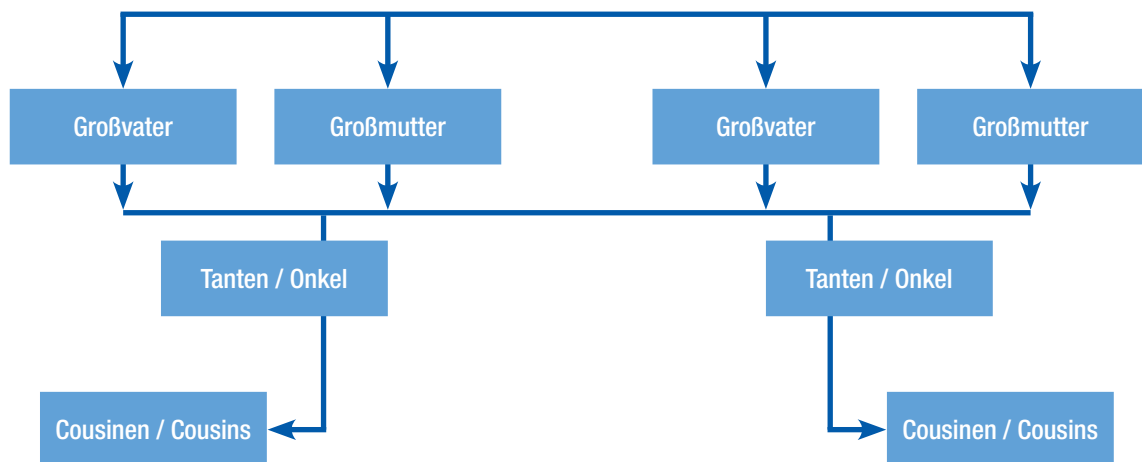 Großvater
Großmutter
Großvater
Großmutter
Tanten / Onkel
Tanten / Onkel
Cousinen / Cousins
Cousinen / Cousins